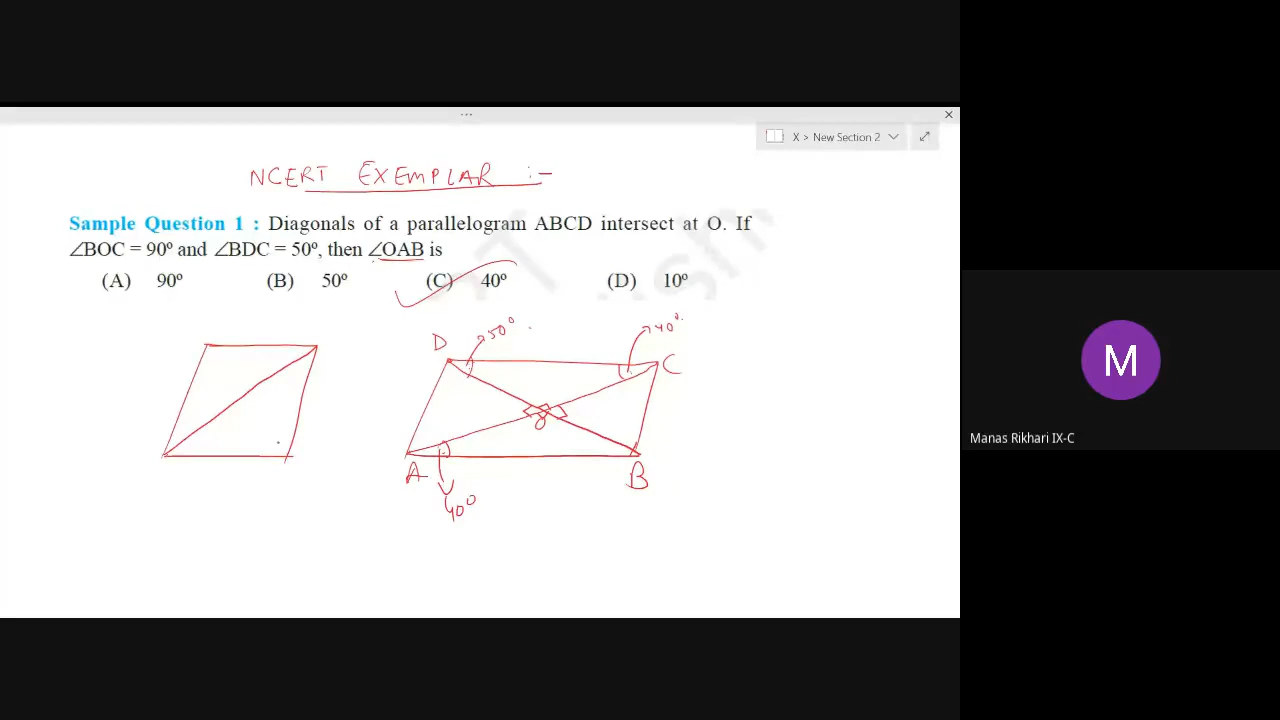 X > New Section 2
NCERT EXEMPLAR :-
Sample Question 1 : Diagonals of a parallelogram ABCD intersect at O. If
∠BOC = 90º and ∠BDC = 50º, then ∠OAB is
(A) 90º (B) 50º (C) 40º (D) 10º
D 50° 40° C
O
A B
40°
M
Manas Rikhari IX-C